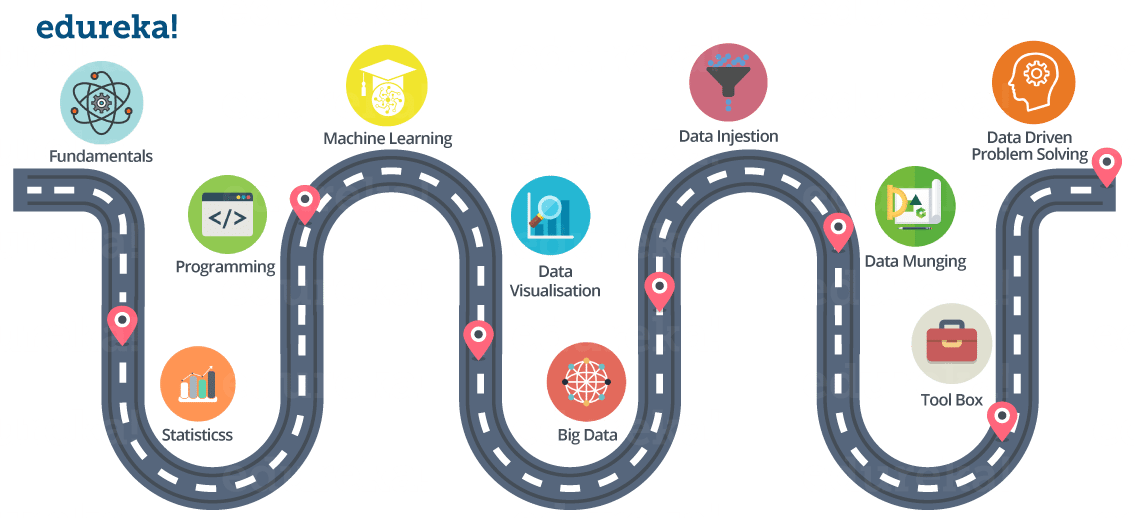 edureka!
Fundamentals
Statisticss
Programming
</>
Machine Learning
Data
Visualisation
Big Data
Data Injestion
Data Munging
Tool Box
Data Driven
Problem Solving